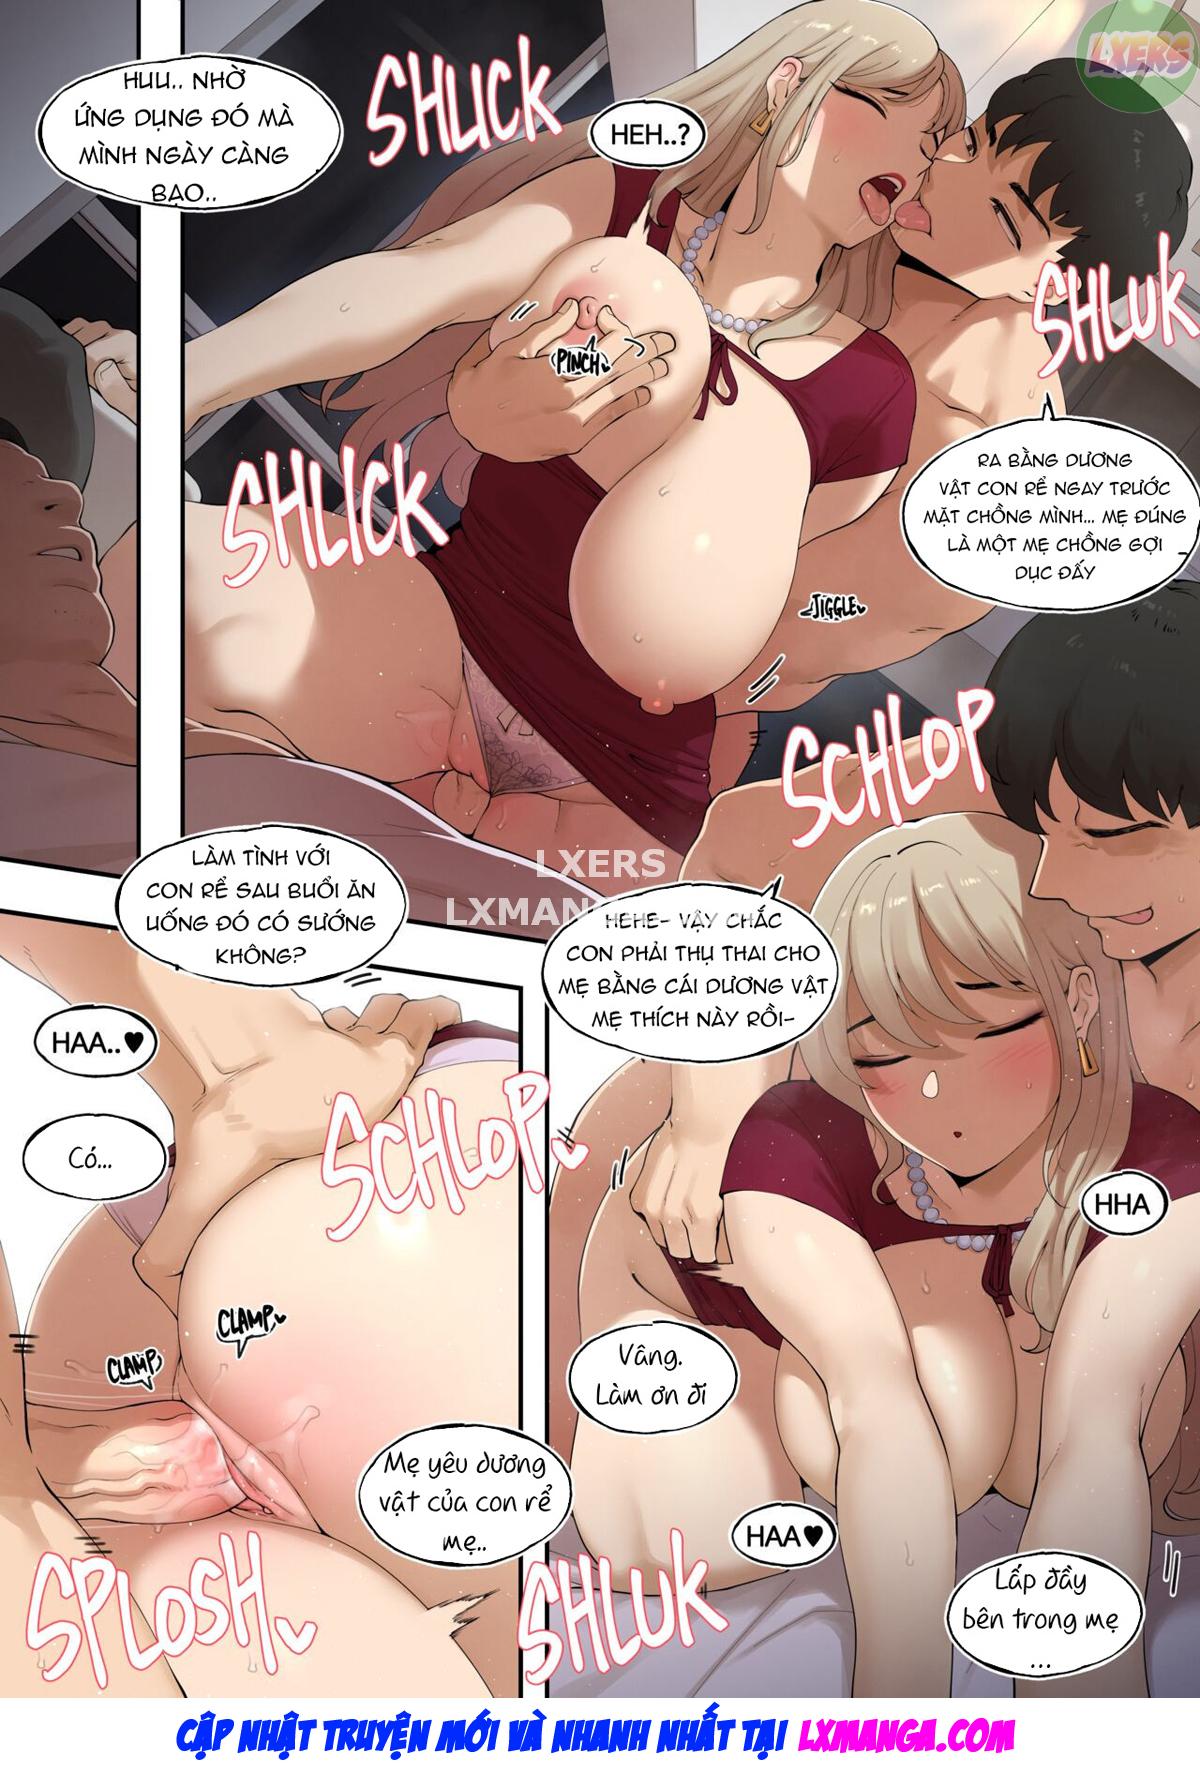 LXERS
HUU.. NHỜ
ỨNG DỤNG ĐÓ MÀ
MÌNH NGÀY CÀNG
BẠO..
SHUCK
HEH..?
SHLUK
PINCH
RA BẰNG DƯƠNG
VẬT CON RỂ NGAY TRƯỚC
MẶT CHỒNG MÌNH... MẸ ĐÚNG
LÀ MỘT MẸ CHỒNG GỢI
DỤC ĐẤY
SHLICK
JIGGLE
SCHLOP
LÀM TÌNH VỚI
CON RỂ SAU BUỔI ĂN
UỐNG ĐÓ CÓ SƯỚNG
KHÔNG?
LXERS
HEHE- VẬY CHẮC
CON PHẢI THỤ THAI CHO
MẸ BẰNG CÁI DƯƠNG VẬT
MẸ THÍCH NÀY RỒI-
HAA..♥
Có...
SCHLOP
HHA
CLAMP
CLAMP
Vâng.
Làm ơn đi
Mẹ yêu dương
vật của con rể
mẹ..
HAA♥
SPLOSH
SHLUK
Lấp đầy
bên trong mẹ
...
CẬP NHẬT TRUYỆN MỚI VÀ NHANH NHẤT TẠI LXMANGA.COM